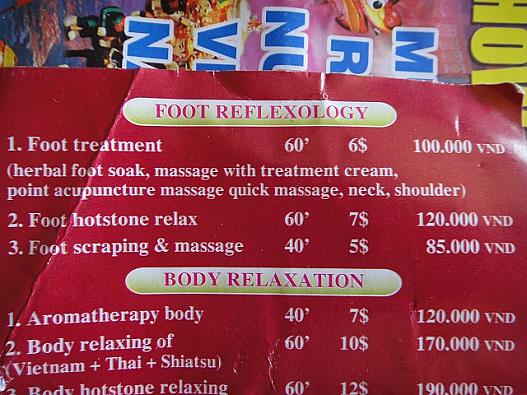 FOOT REFLEXOLOGY
1. Foot treatment 60' 6$ 100.000 VND
(herbal foot soak, massage with treatment cream,
point acupuncture massage quick massage, neck, shoulder)
2. Foot hotstone relax 60' 7$ 120.000 VND
3. Foot scraping & massage 40' 5$ 85.000 VND
BODY RELAXATION
1. Aromatherapy body 40' 7$ 120.000 VND
2. Body relaxing of 60' 10$ 170.000 VND
(Vietnam + Thai + Shiatsu)
3. Body hotstone relaxing 60' 12$ 190.000 VND